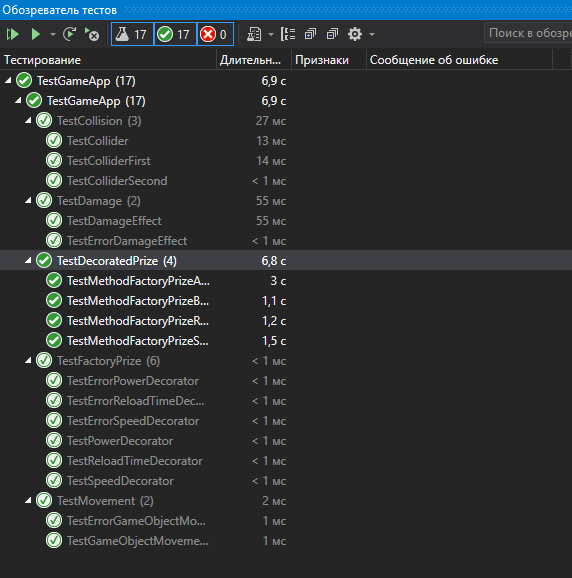 Обозреватель тестов
17 17 0 Поиск в обозре
Тестирование Длительн... Признаки Сообщение об ошибке
TestGameApp (17) 6,9 с
TestGameApp (17) 6,9 с
TestCollision (3) 27 мс
TestCollider 13 мс
TestColliderFirst 14 мс
TestColliderSecond < 1 мс
TestDamage (2) 55 мс
TestDamageEffect 55 мс
TestErrorDamageEffect < 1 мс
TestDecoratedPrize (4) 6,8 с
TestMethodFactoryPrizeA... 3 с
TestMethodFactoryPrizeB... 1,1 с
TestMethodFactoryPrizeR... 1,2 с
TestMethodFactoryPrizeS... 1,5 с
TestFactoryPrize (6) < 1 мс
TestErrorPowerDecorator < 1 мс
TestErrorReloadTimeDec... < 1 мс
TestErrorSpeedDecorator < 1 мс
TestPowerDecorator < 1 мс
TestReloadTimeDecorator < 1 мс
TestSpeedDecorator < 1 мс
TestMovement (2) 2 мс
TestErrorGameObjectMo... 1 мс
TestGameObjectMoveme... 1 мс